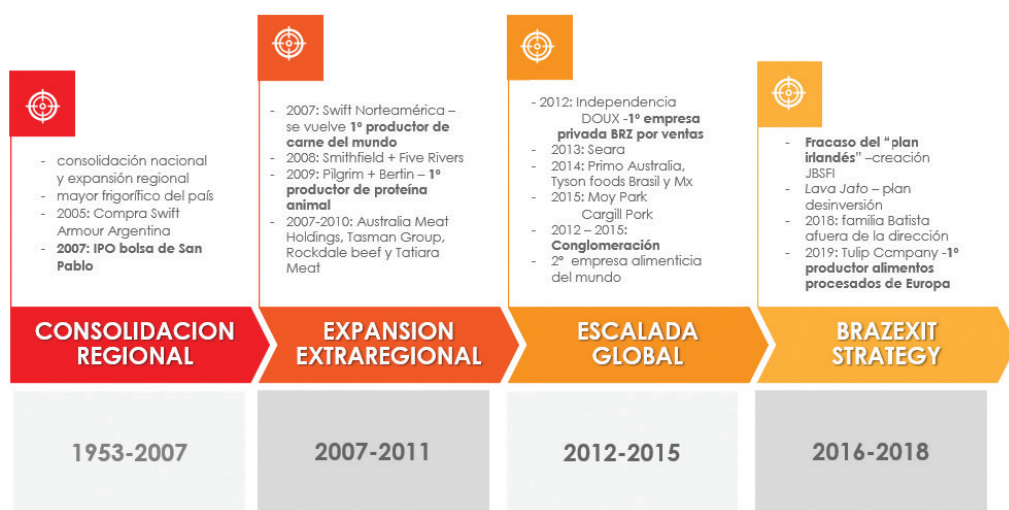 - consolidación nacional
y expansión regional
- mayor frigorífico del país
- 2005: Compra Swift
Armour Argentina
- 2007: IPO bolsa de San
Pablo
CONSOLIDACION
REGIONAL
1953-2007
- 2007: Swift Norteamérica –
se vuelve 1º productor de
carne del mundo
- 2008: Smithfield + Five Rivers
- 2009: Pilgrim + Bertin – 1º
productor de proteína
animal
- 2007-2010: Australia Meat
Holdings, Tasman Group,
Rockdale beef y Tatiara
Meat
EXPANSION
EXTRAREGIONAL
2007-2011
- 2012: Independencia
DOUX -1º empresa
privada BRZ por ventas
- 2013: Seara
- 2014: Primo Australia,
Tyson foods Brasil y Mx
- 2015: Moy Park
Cargill Pork
- 2012 – 2015:
Conglomeración
- 2º empresa alimenticia
del mundo
ESCALADA
GLOBAL
2012-2015
- Fracaso del “plan
irlandés” –creación
JBSFI
- Lava Jato – plan
desinversión
- 2018: familia Batista
afuera de la dirección
- 2019: Tulip Company -1º
productor alimentos
procesados de Europa
BRAZEXIT
STRATEGY
2016-2018